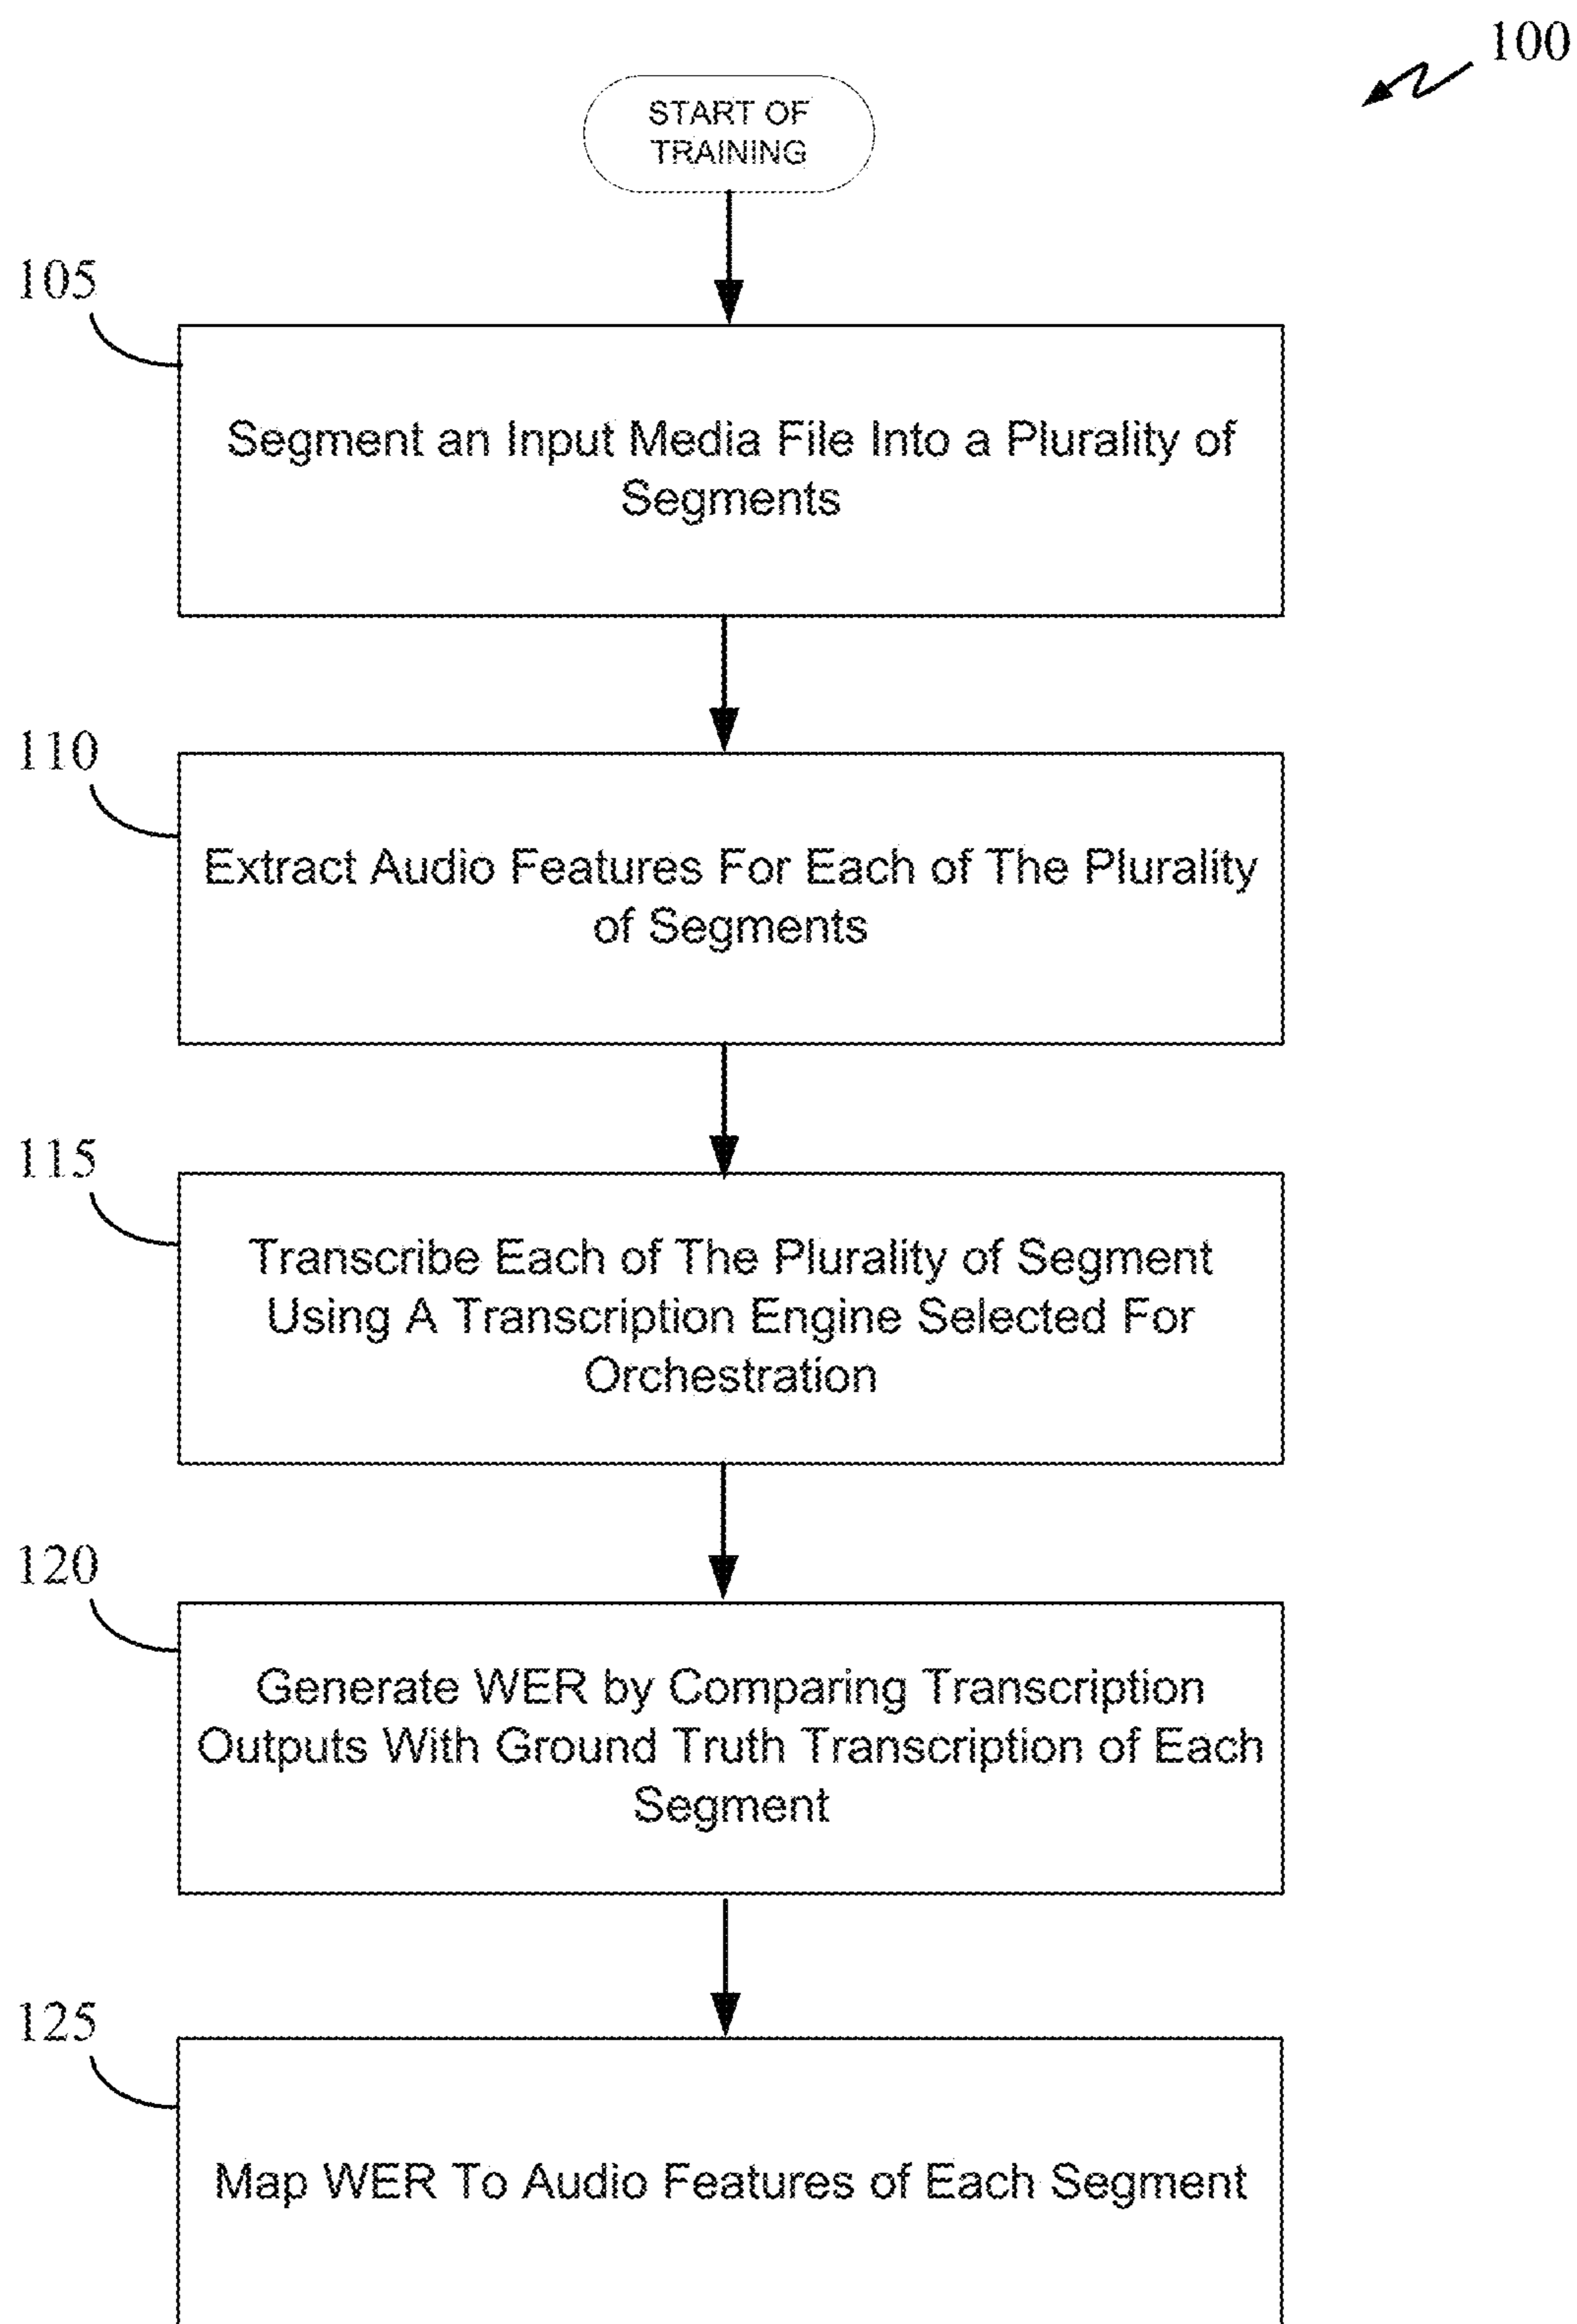 100
START OF
TRAINING
105
Segment an Input Media File Into a Plurality of
Segments
110
Extract Audio Features For Each of The Plurality
of Segments
115
Transcribe Each of The Plurality of Segment
Using A Transcription Engine Selected For
Orchestration
120
Generate WER by Comparing Transcription
Outputs With Ground Truth Transcription of Each
Segment
125
Map WER To Audio Features of Each Segment